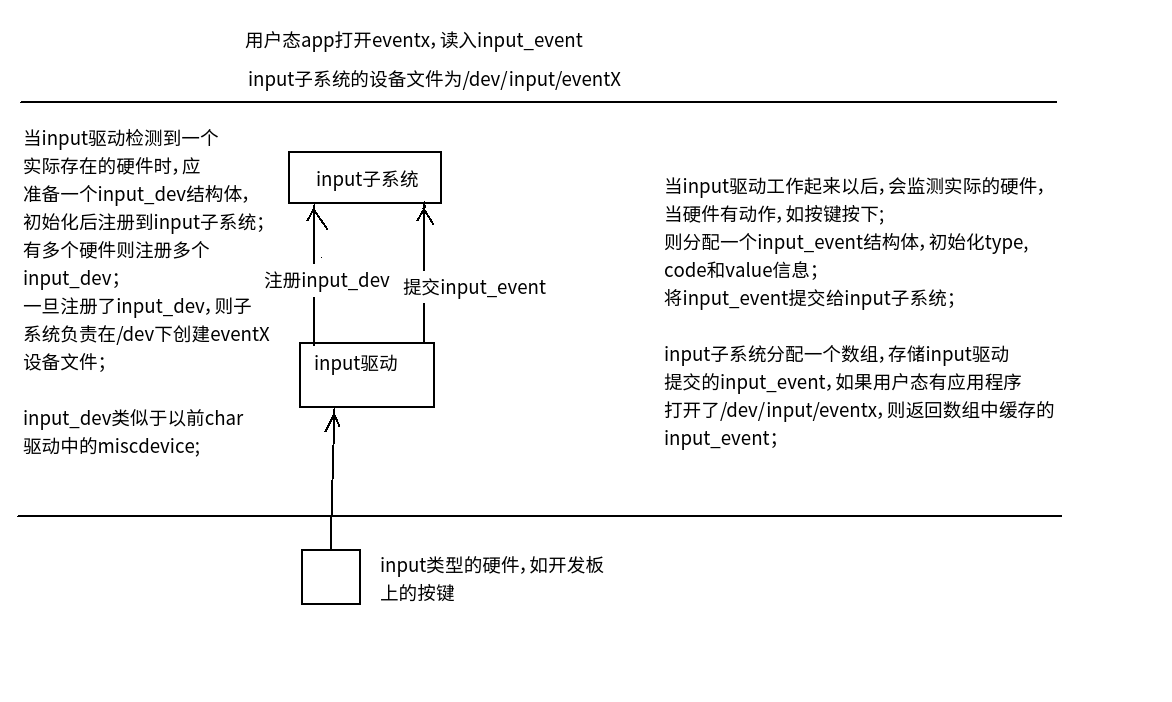 用户态app打开eventx，读入input_event
input子系统的设备文件为/dev/input/eventX
当input驱动检测到一个
实际存在的硬件时，应
准备一个input_dev结构体，
初始化后注册到input子系统；
有多个硬件则注册多个
input_dev；
一旦注册了input_dev，则子
系统负责在/dev下创建eventX
设备文件；
input_dev类似于以前char
驱动中的miscdevice;
input子系统
注册input_dev
提交input_event
input驱动
当input驱动工作起来以后，会监测实际的硬件，
当硬件有动作，如按键按下;
则分配一个input_event结构体，初始化type,
code和value信息；
将input_event提交给input子系统；
input子系统分配一个数组，存储input驱动
提交的input_event，如果用户态有应用程序
打开了/dev/input/eventx，则返回数组中缓存的
input_event；
input类型的硬件，如开发板
上的按键